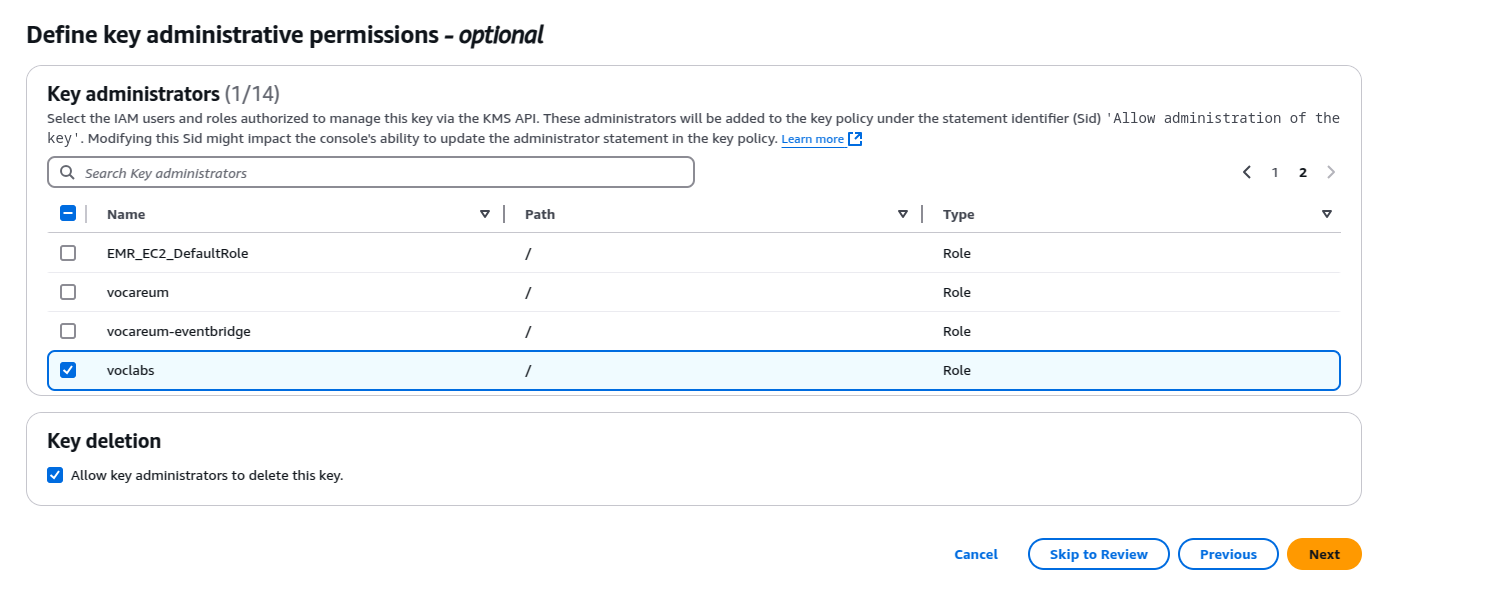 Define key administrative permissions - optional
Key administrators (1/14)
Select the IAM users and roles authorized to manage this key via the KMS API. These administrators will be added to the key policy under the statement identifier (Sid) 'Allow administration of the
key'. Modifying this Sid might impact the console's ability to update the administrator statement in the key policy. Learn more
Search Key administrators
1 2
Name Path Type
EMR_EC2_DefaultRole / Role
vocareum / Role
vocareum-eventbridge / Role
voclabs / Role
Key deletion
Allow key administrators to delete this key.
Cancel Skip to Review Previous Next